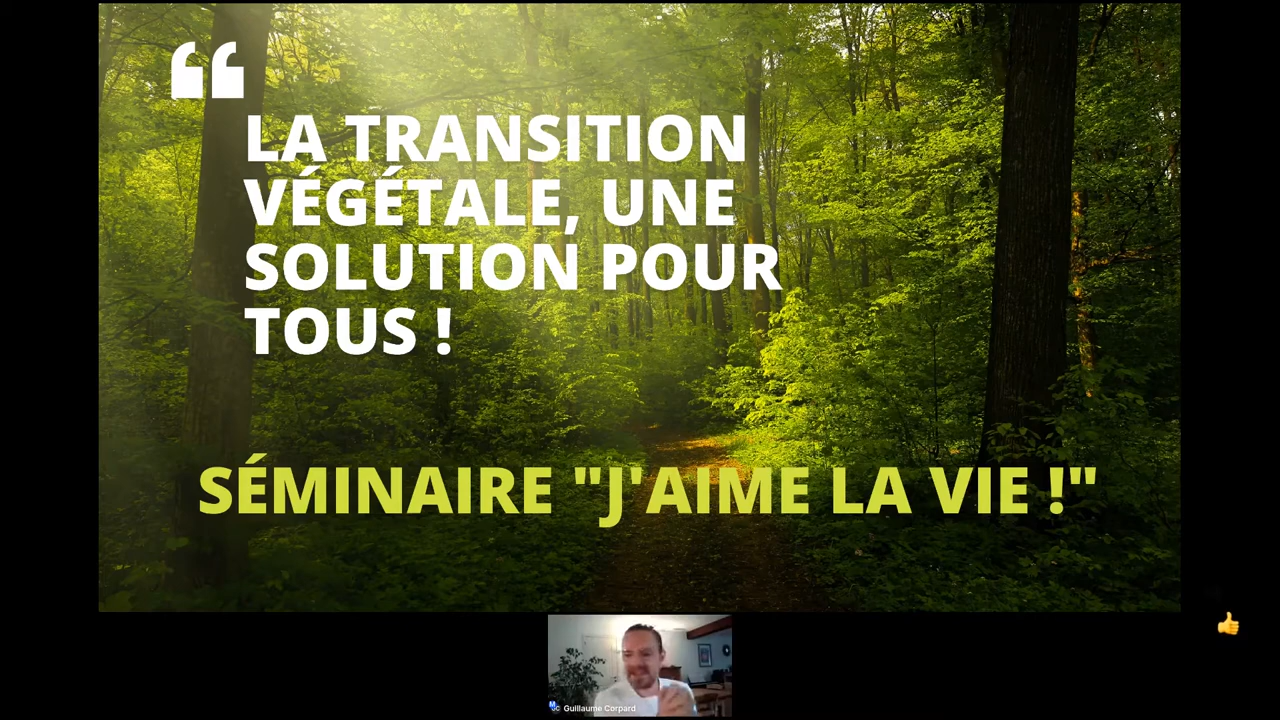 “
LA TRANSITION
VÉGÉTALE, UNE
SOLUTION POUR
TOUS !
SÉMINAIRE "J'AIME LA VIE !"
Guillaume Corpard